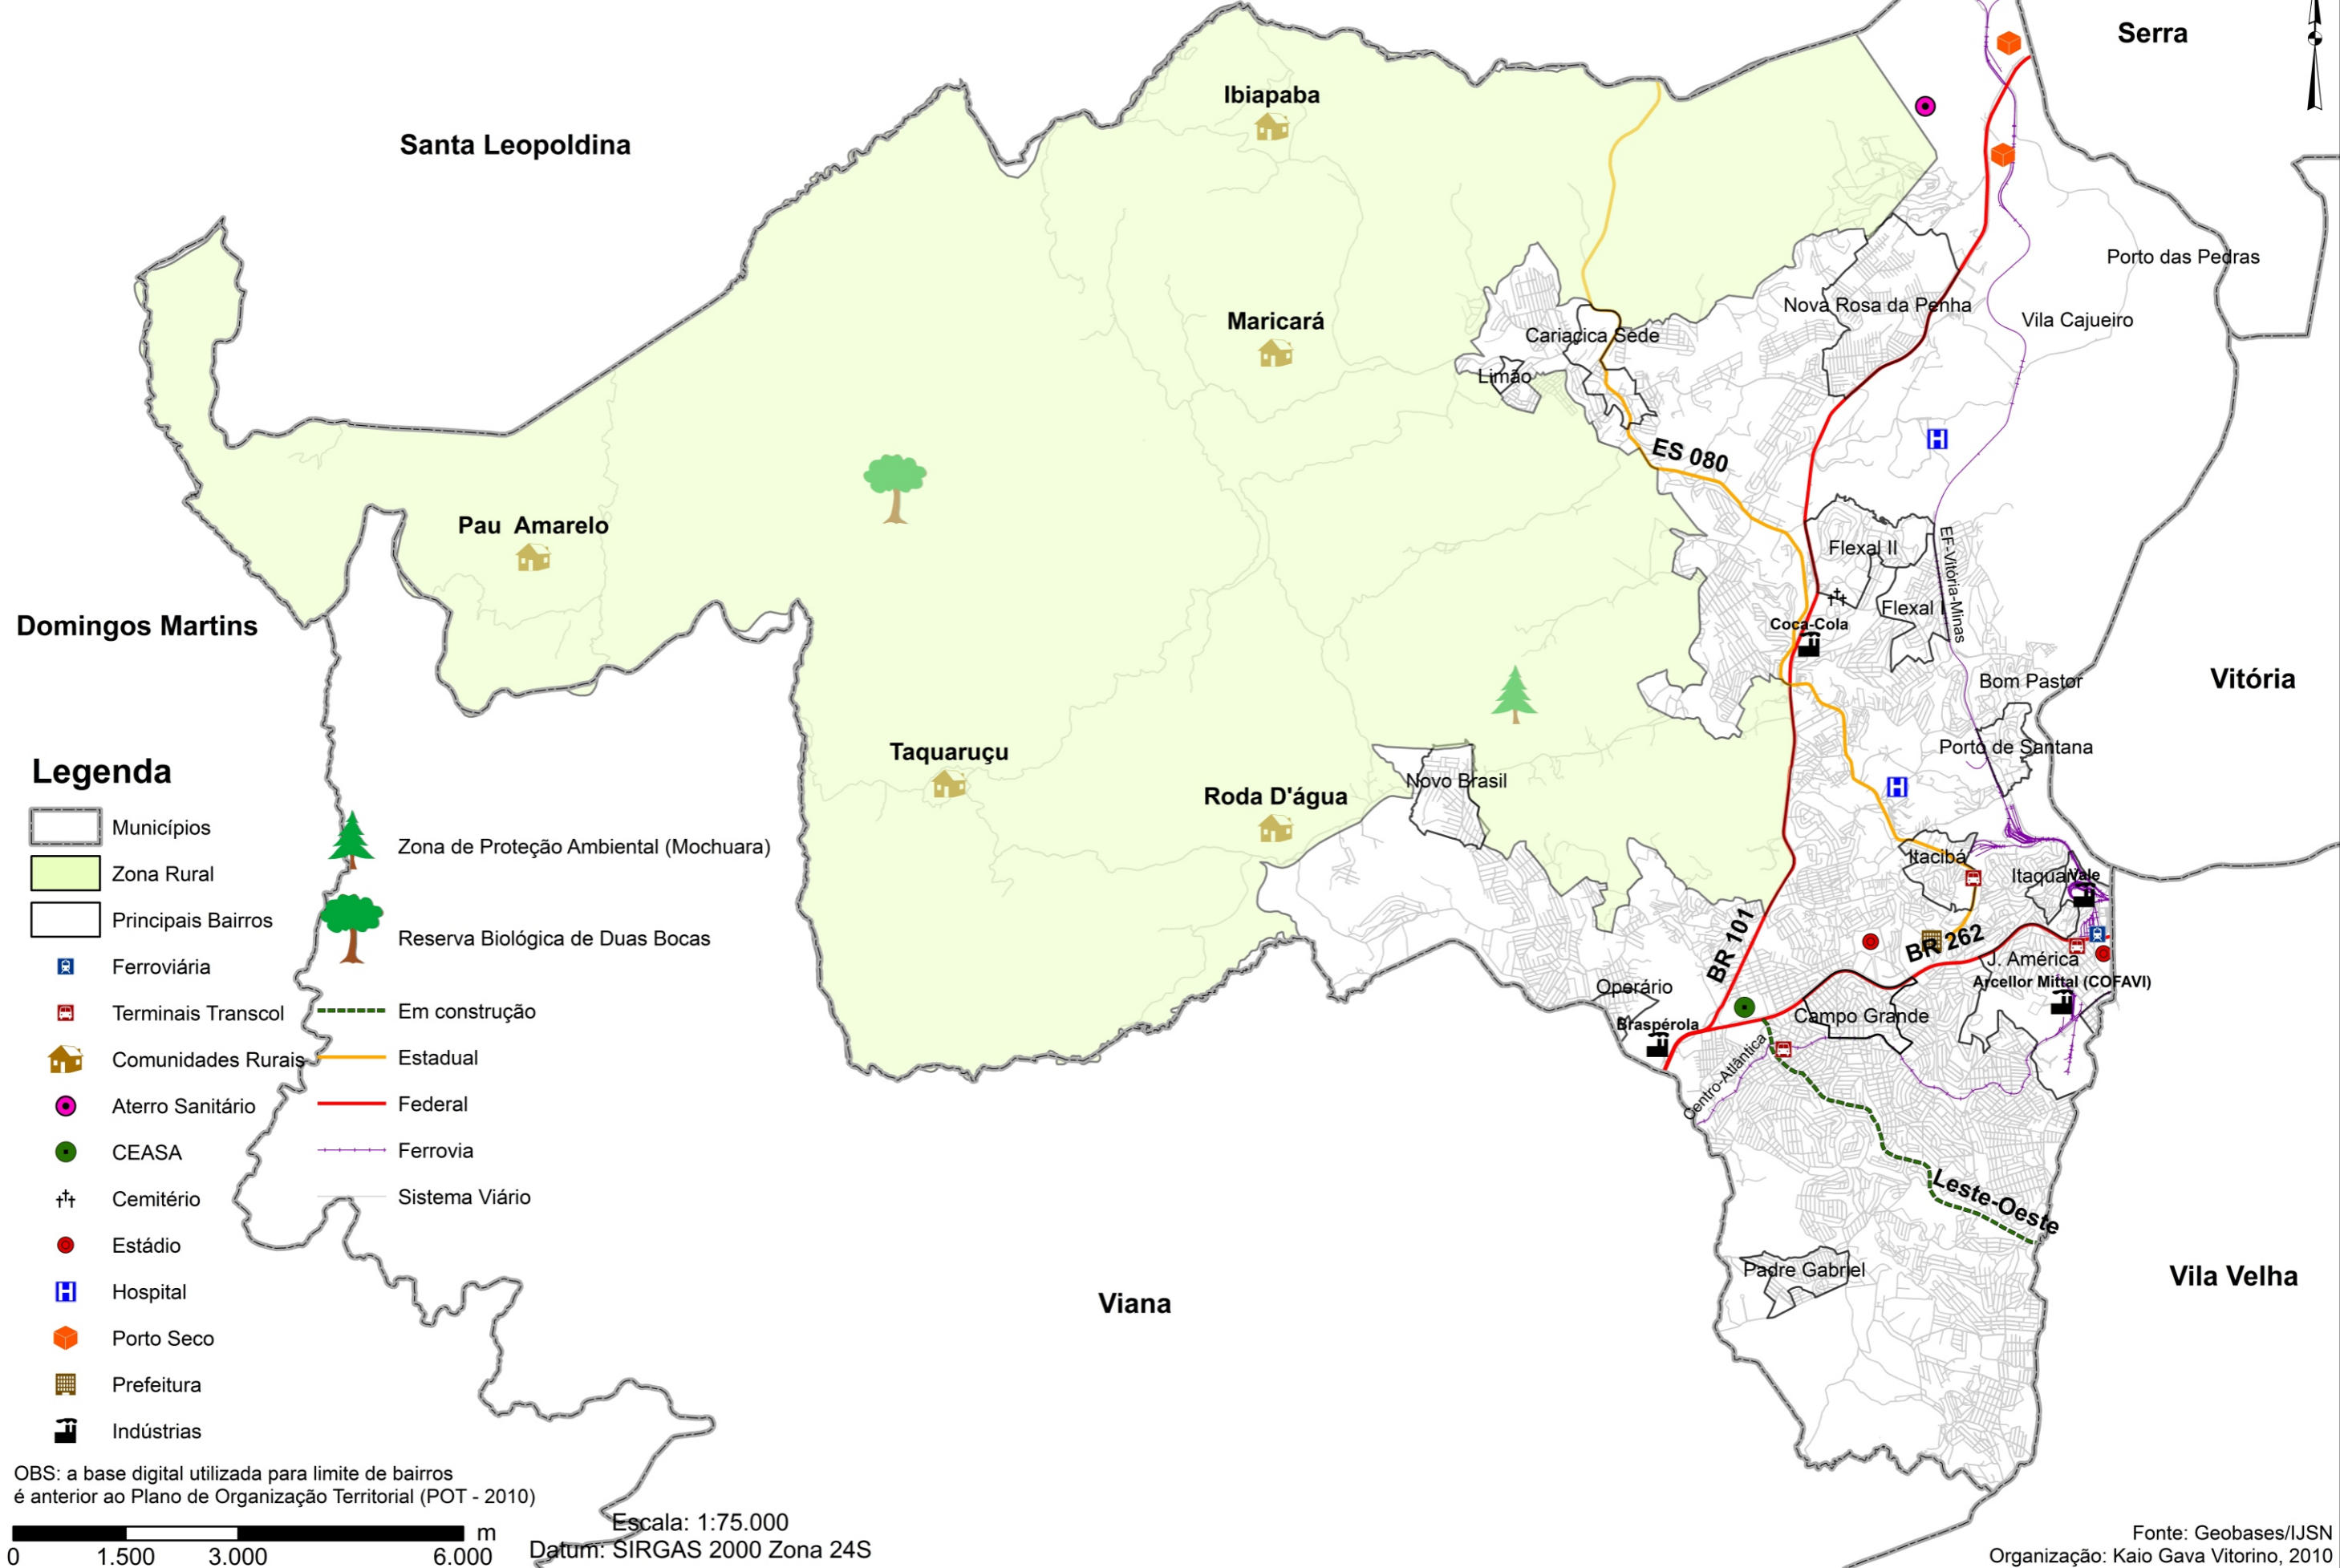 Serra
Ibiapaba
Santa Leopoldina
Porto das Pedras
Nova Rosa da Penha
Maricará
Vila Cajueiro
Cariacica Sede
Limão
ES 080
Pau Amarelo
Flexal II
EF-Vitória-Minas
Flexal I
Domingos Martins
Coca-Cola
Bom Pastor
Vitória
Porto de Santana
Taquaruçu
Novo Brasil
Roda D'água
Itacibá
Itaquari
Vale
BR 101
BR 262
J. América
Arcellor Mittal (COFAVI)
Operário
Campo Grande
Braspérola
Centro-Atlântica
Leste-Oeste
Padre Gabriel
Vila Velha
Viana
Legenda
Municípios
Zona Rural
Principais Bairros
Ferroviária
Terminais Transcol
Comunidades Rurais
Aterro Sanitário
CEASA
Cemitério
Estádio
Hospital
Porto Seco
Prefeitura
Indústrias
Zona de Proteção Ambiental (Mochuara)
Reserva Biológica de Duas Bocas
Em construção
Estadual
Federal
Ferrovia
Sistema Viário
OBS: a base digital utilizada para limite de bairros
é anterior ao Plano de Organização Territorial (POT - 2010)
m
0 1.500 3.000 6.000
Escala: 1:75.000
Datum: SIRGAS 2000 Zona 24S
Fonte: Geobases/IJSN
Organização: Kaio Gava Vitorino, 2010